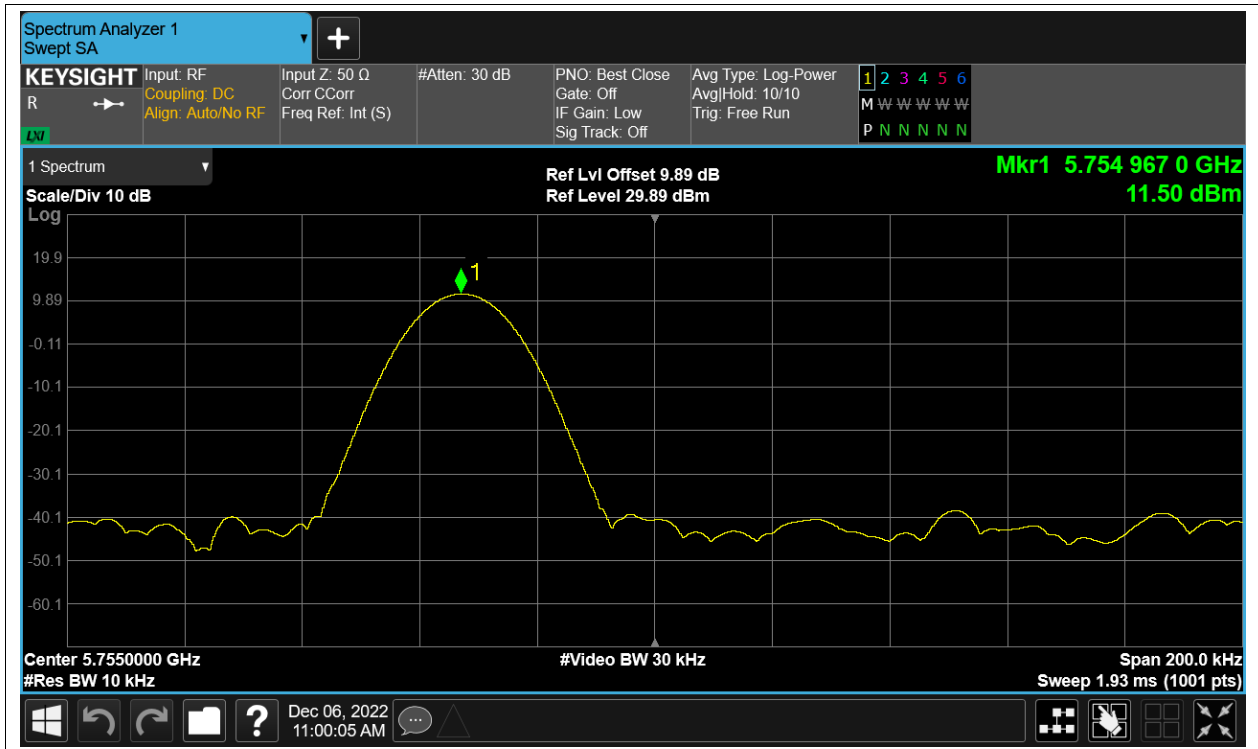 Spectrum Analyzer 1
Swept SA
+
KEYSIGHT
R
LXI
Input: RF
Coupling: DC
Align: Auto/No RF
Input Z: 50 Ω
Corr CCorr
Freq Ref: Int (S)
#Atten: 30 dB
PNO: Best Close
Gate: Off
IF Gain: Low
Sig Track: Off
Avg Type: Log-Power
Avg|Hold: 10/10
Trig: Free Run
1 2 3 4 5 6
M W W W W W
P N N N N N
1 Spectrum
Scale/Div 10 dB
Log
Ref Lvl Offset 9.89 dB
Ref Level 29.89 dBm
Mkr1 5.754 967 0 GHz
11.50 dBm
1
19.9
9.89
-0.11
-10.1
-20.1
-30.1
-40.1
-50.1
-60.1
Center 5.7550000 GHz
#Res BW 10 kHz
#Video BW 30 kHz
Span 200.0 kHz
Sweep 1.93 ms (1001 pts)
?
Dec 06, 2022
11:00:05 AM